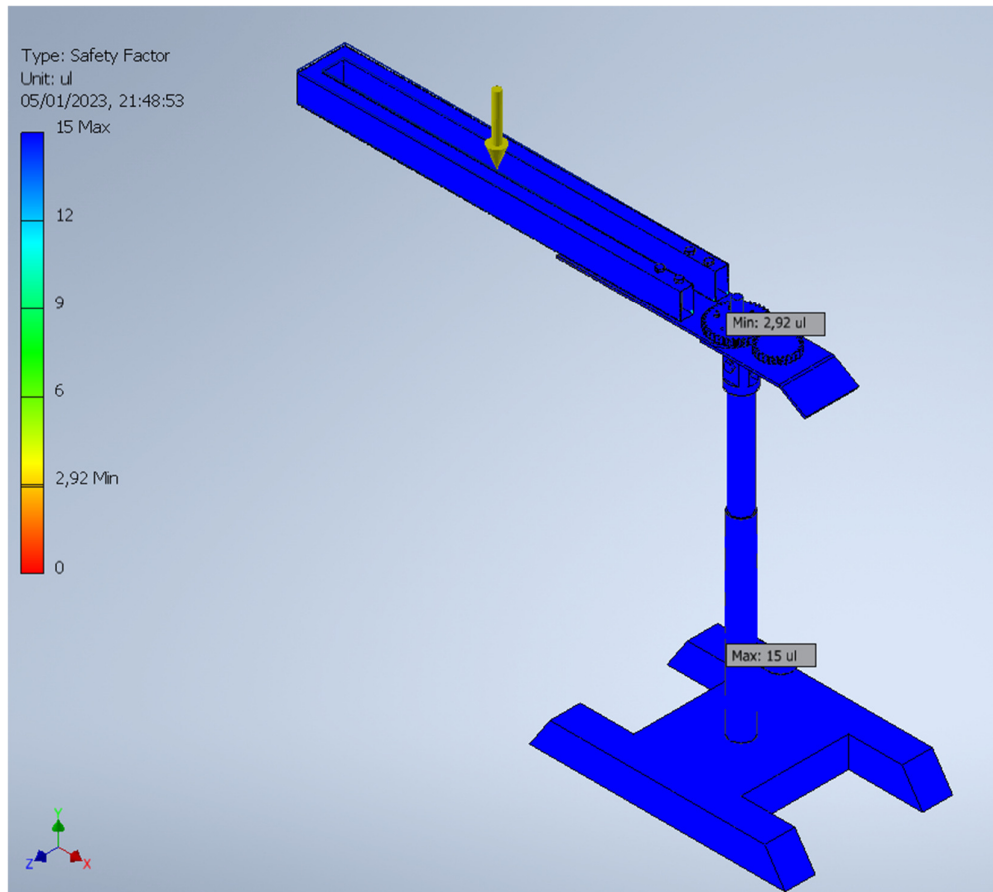 Type: Safety Factor
Unit: ul
05/01/2023, 21:48:53
15 Max
12
9
6
2,92 Min
0
Min: 2,92 ul
Max: 15 ul
Y
Z
X